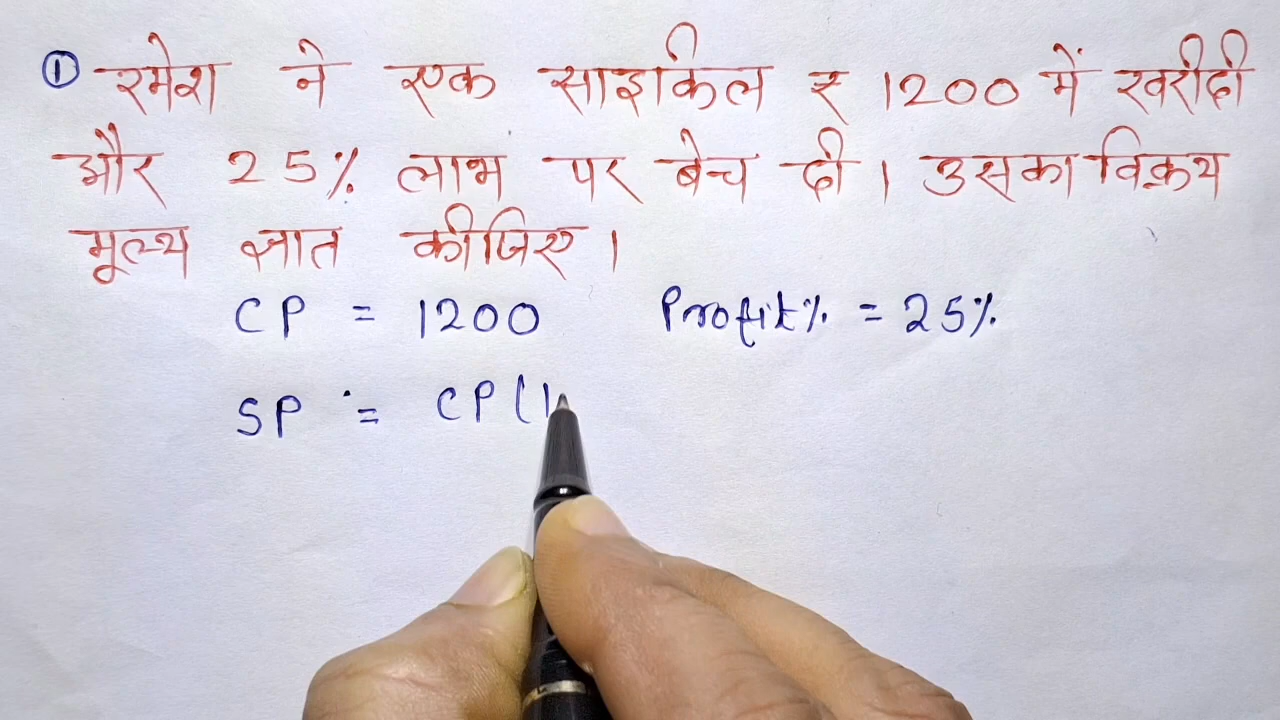 ① रमेश ने एक साइकिल ₹ 1200 में खरीदी
और 25% लाभ पर बेच दी। उसका विक्रय
मूल्य ज्ञात कीजिए।
CP = 1200 Profit% = 25%
SP = CP(1